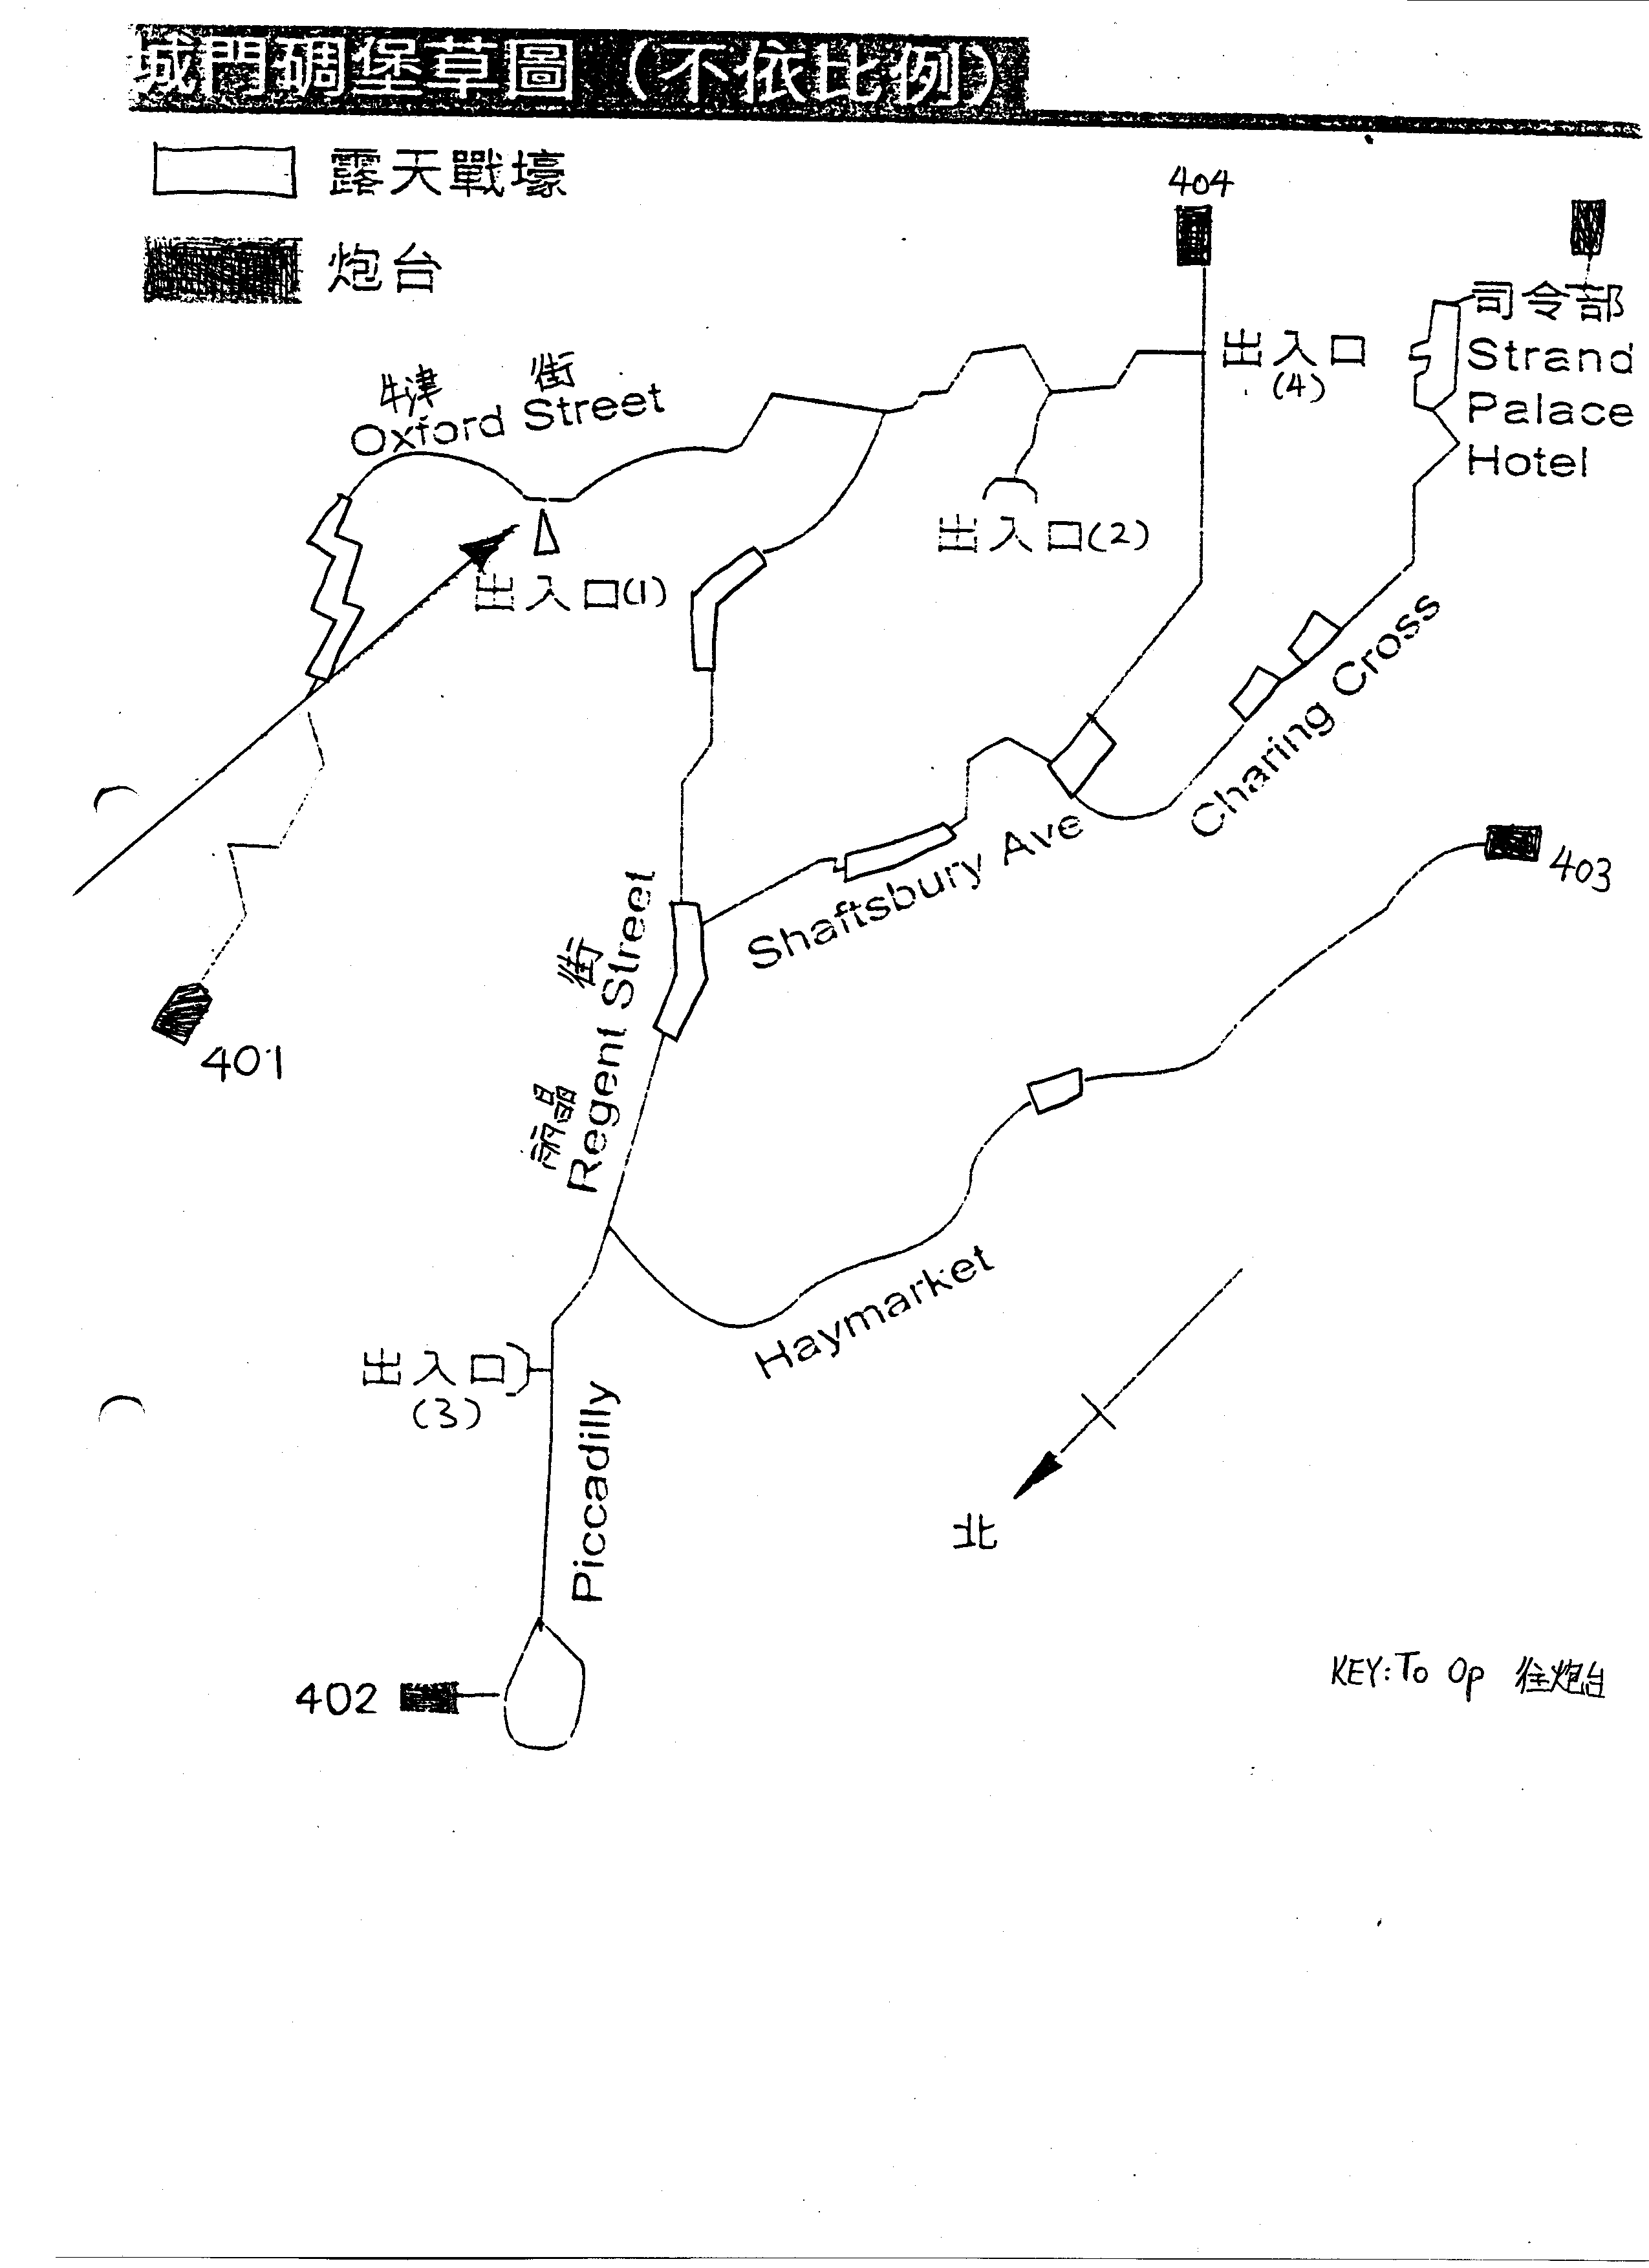 城門碉堡草圖(不依比例)
露天戰壕
炮台
404
司令部
Strand
Palace
Hotel
出入口
(4)
牛津 街
Oxford Street
出入口(2)
出入口(1)
Charing Cross
403
Shaftsbury Ave
街
Regent Street
401
Haymarket
出入口
(3)
Piccadilly
北
KEY: To Op 往炮台
402